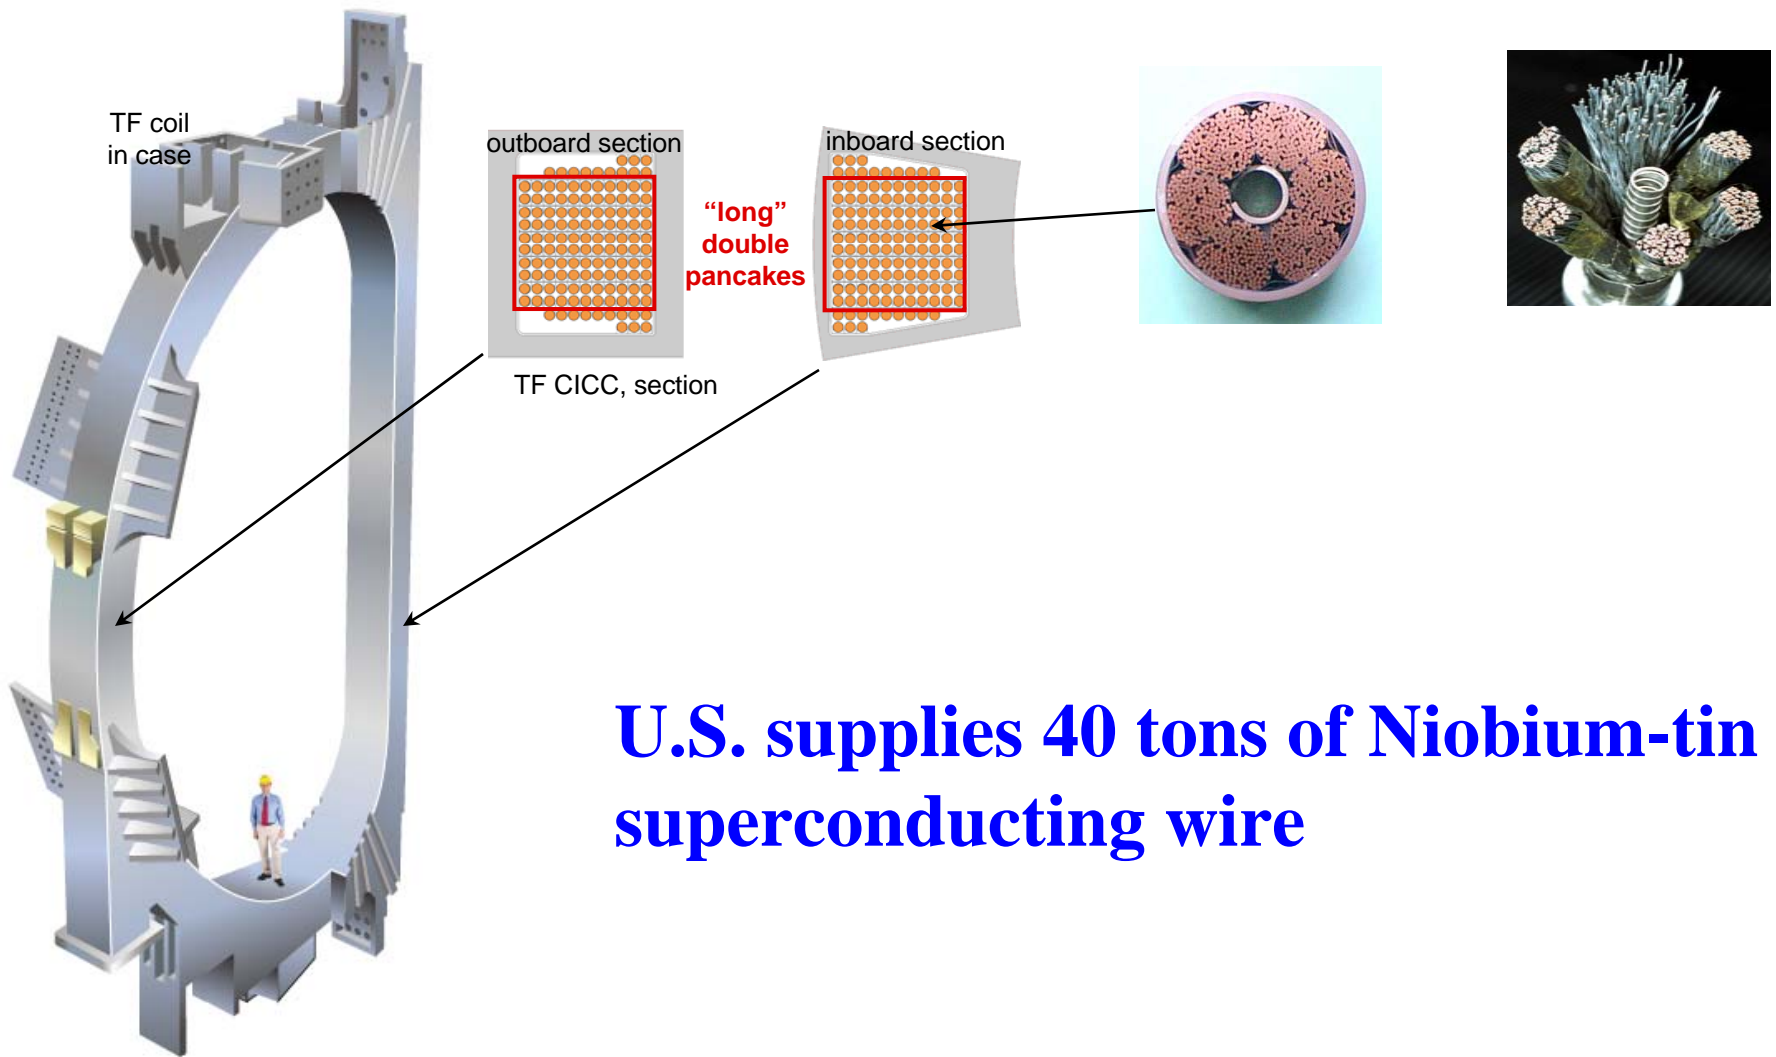 TF coil
in case
outboard section
inboard section
“long”
double
pancakes
TF CICC, section
U.S. supplies 40 tons of Niobium-tin
superconducting wire